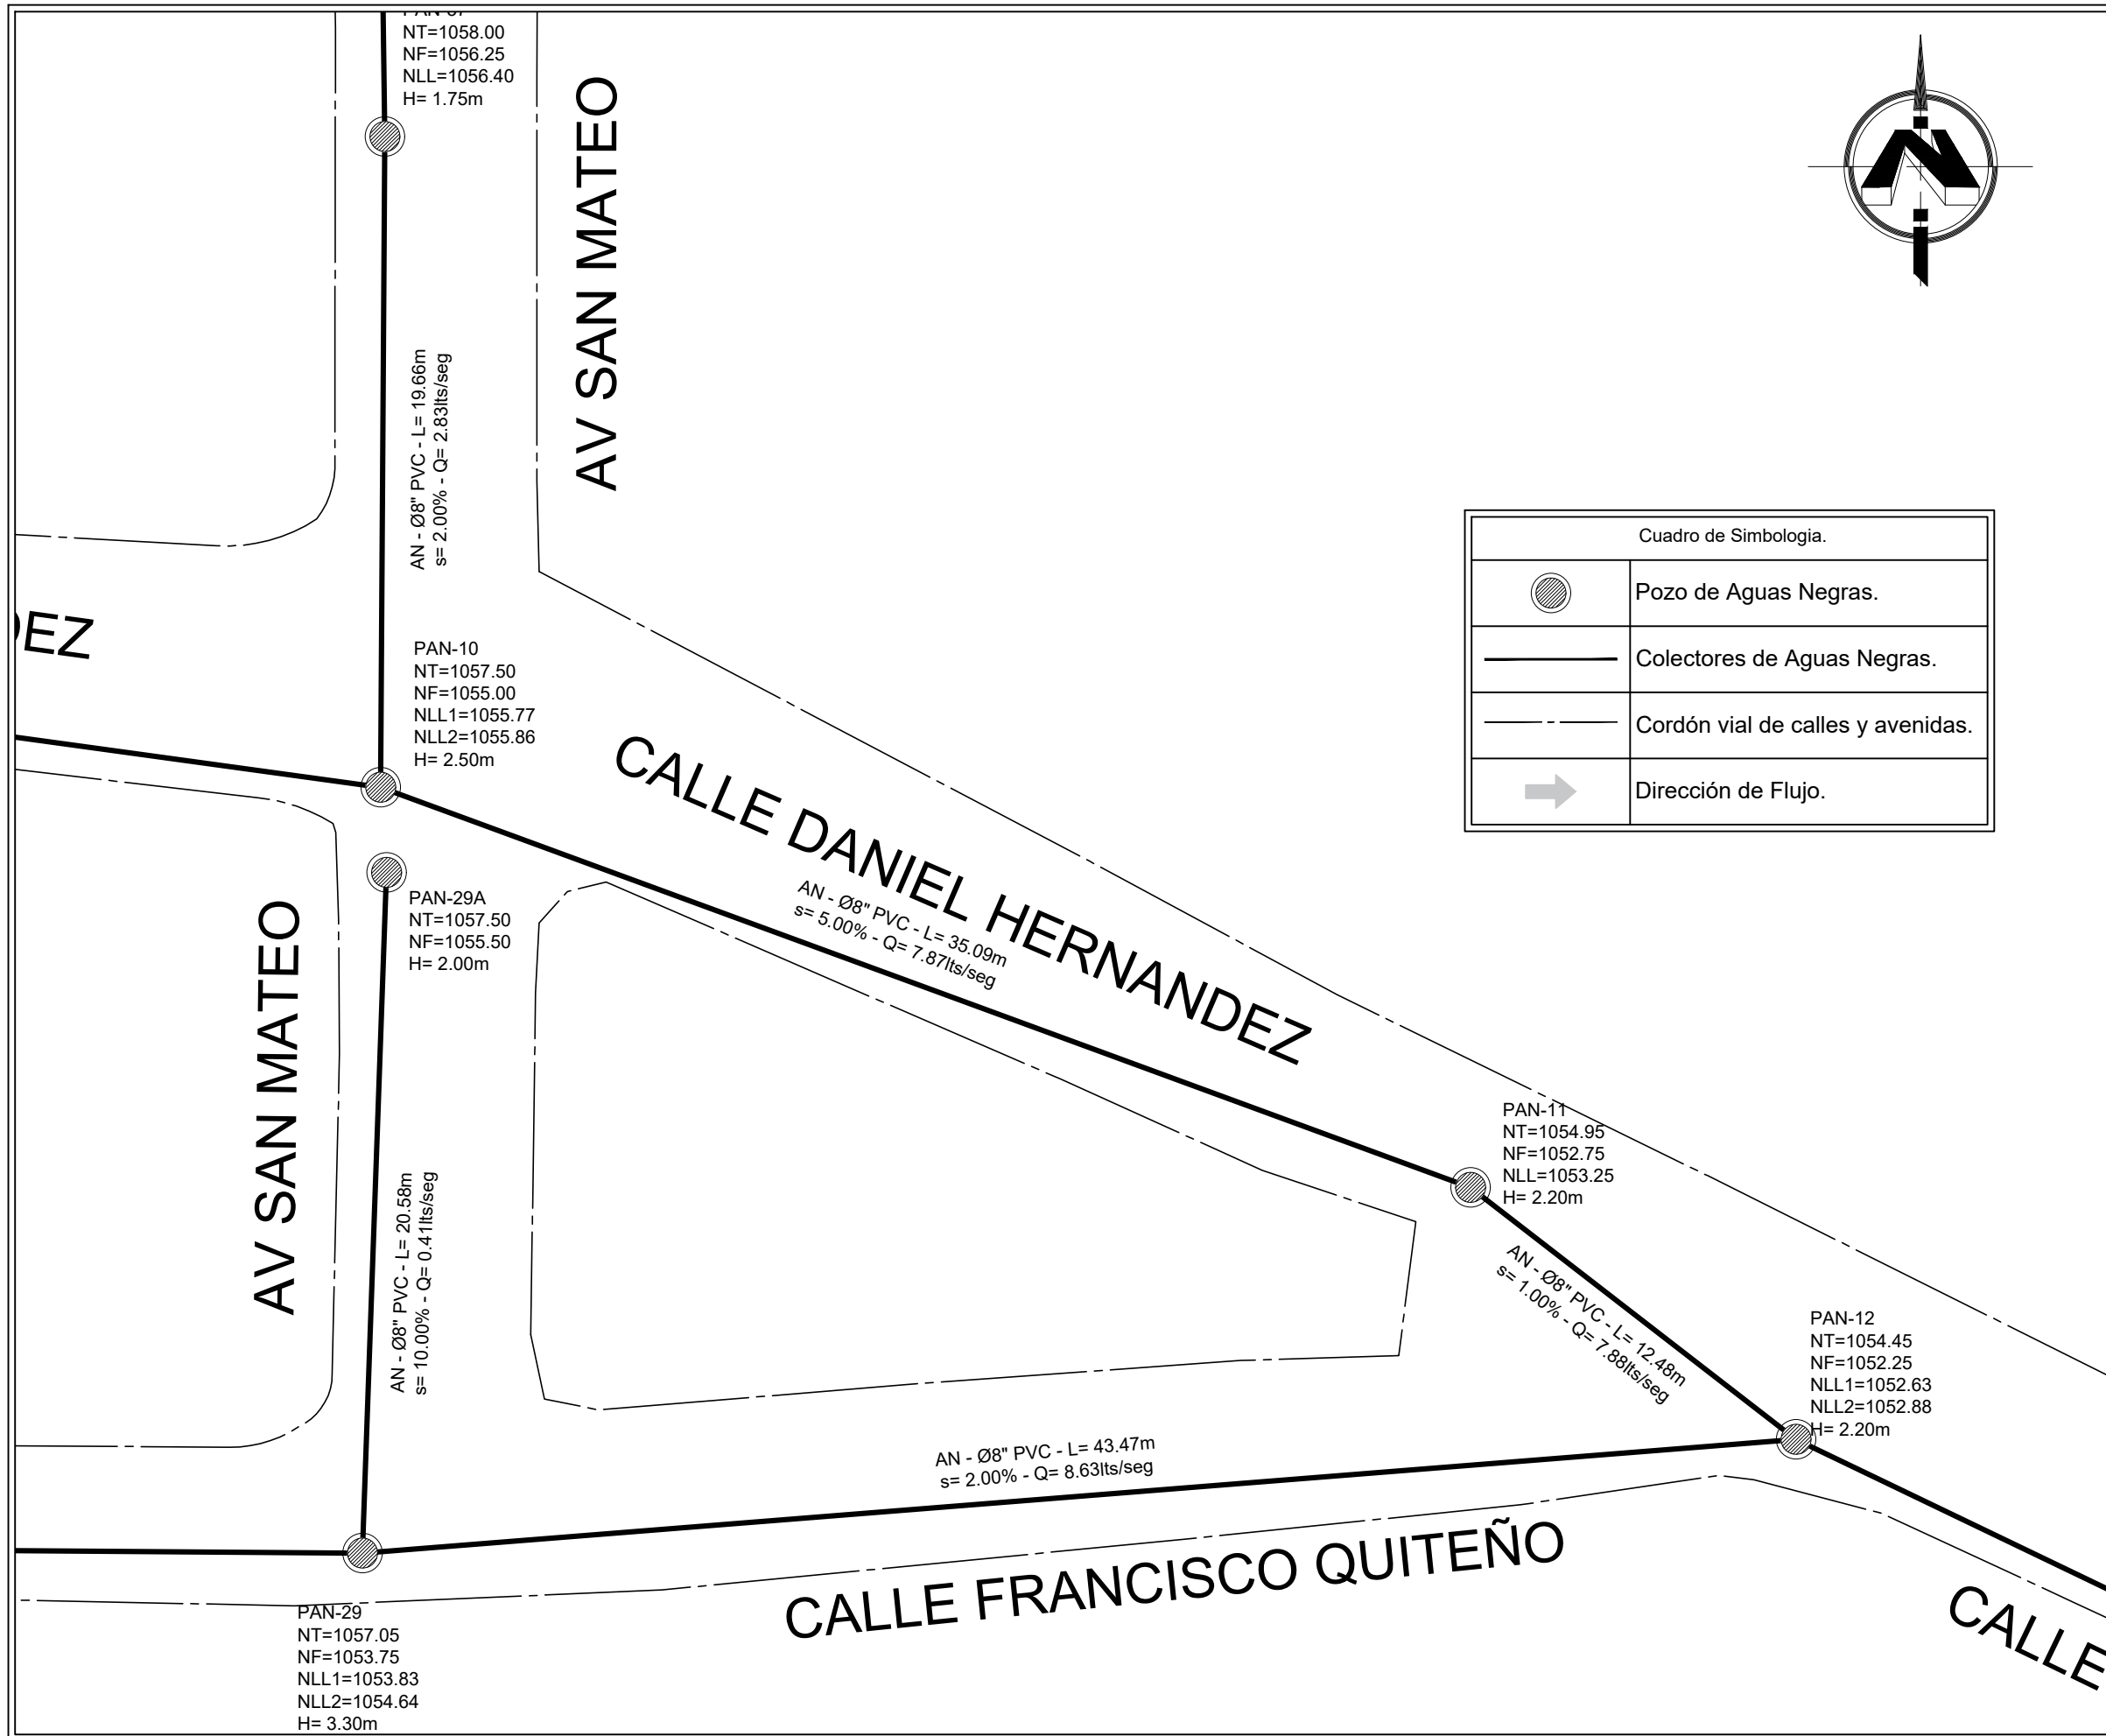 NT=1058.00
NF=1056.25
NLL=1056.40
H= 1.75m
AV SAN MATEO
AN - Ø8" PVC - L= 19.66m
s= 2.00% - Q= 2.83lts/seg
Cuadro de Simbologia.
Pozo de Aguas Negras.
Colectores de Aguas Negras.
Cordón vial de calles y avenidas.
Dirección de Flujo.
DEZ
PAN-10
NT=1057.50
NF=1055.00
NLL1=1055.77
NLL2=1055.86
H= 2.50m
CALLE DANIEL HERNANDEZ
AN - Ø8" PVC - L= 35.09m
s= 5.00% - Q= 7.87lts/seg
PAN-29A
NT=1057.50
NF=1055.50
H= 2.00m
AV SAN MATEO
AN - Ø8" PVC - L= 20.58m
s= 10.00% - Q= 0.41lts/seg
PAN-11
NT=1054.95
NF=1052.75
NLL=1053.25
H= 2.20m
AN - Ø8" PVC - L= 12.48m
s= 1.00% - Q= 7.88lts/seg
PAN-12
NT=1054.45
NF=1052.25
NLL1=1052.63
NLL2=1052.88
H= 2.20m
AN - Ø8" PVC - L= 43.47m
s= 2.00% - Q= 8.63lts/seg
CALLE FRANCISCO QUITEÑO
CALLE
PAN-29
NT=1057.05
NF=1053.75
NLL1=1053.83
NLL2=1054.64
H= 3.30m